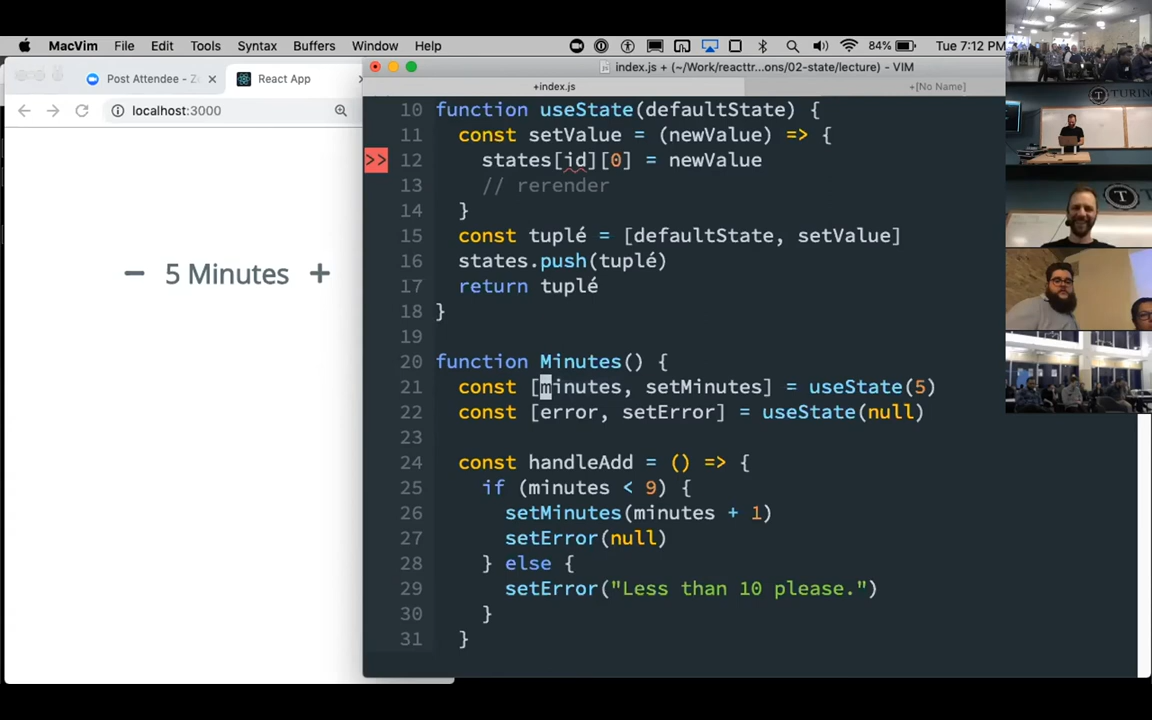 MacVim File Edit Tools Syntax Buffers Window Help 84% Tue 7:12 PM
Post Attendee - Z
React App
index.js + (~/Work/reacttr...ons/02-state/lecture) - VIM
+index.js
+[No Name]
localhost:3000
10 function useState(defaultState) {
11 const setValue = (newValue) => {
>> 12 states[id][0] = newValue
13 // rerender
14 }
15 const tuplé = [defaultState, setValue]
16 states.push(tuplé)
17 return tuplé
18 }
19
20 function Minutes() {
21 const [minutes, setMinutes] = useState(5)
22 const [error, setError] = useState(null)
23
24 const handleAdd = () => {
25 if (minutes < 9) {
26 setMinutes(minutes + 1)
27 setError(null)
28 } else {
29 setError("Less than 10 please.")
30 }
31 }
− 5 Minutes +
TURIN